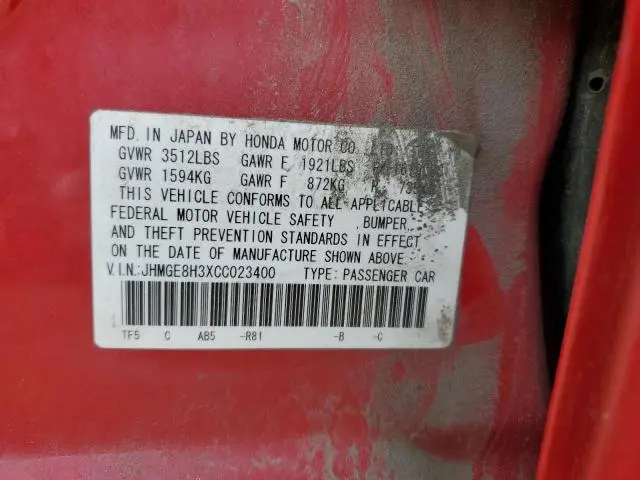 MFD. IN JAPAN BY HONDA MOTOR CO.
GVWR 3512LBS GAWR F 1921LBS
GVWR 1594KG GAWR F 872KG R
THIS VEHICLE CONFORMS TO ALL APPLICABLE
FEDERAL MOTOR VEHICLE SAFETY ,BUMPER
AND THEFT PREVENTION STANDARDS IN EFFECT
ON THE DATE OF MANUFACTURE SHOWN ABOVE.
V.I.N.:JHMGE8H3XCC023400 TYPE: PASSENGER CAR
TF5 C AB5 -R81 -B -C